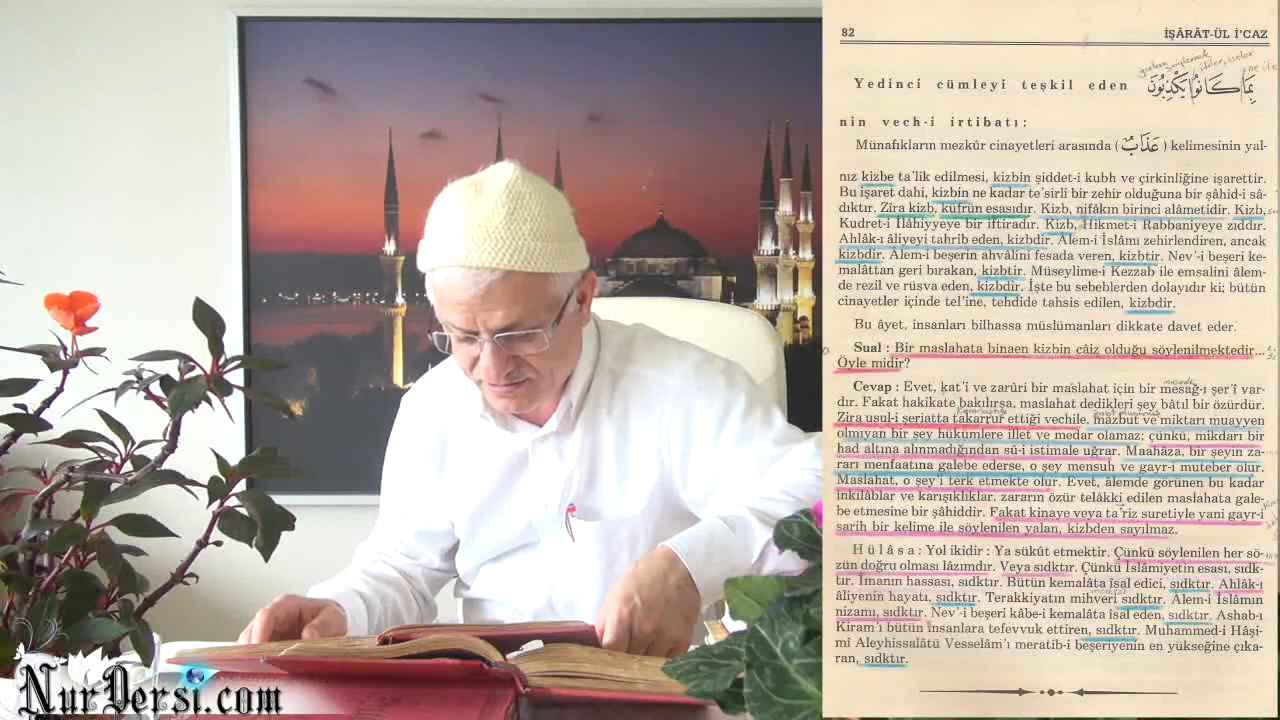 82 İŞÂRÂT-ÜL İ'CAZ
Yedinci cümleyi teşkil eden بِمَا كَانُوا يَكْذِبُونَ
nin vech-i irtibatı:
Münafıkların mezkûr cinayetleri arasında (عَذَابٌ) kelimesinin yal-
nız kizbe ta'lik edilmesi, kizbin şiddet-i kubh ve çirkinliğine işarettir.
Bu işaret dahi, kizbin ne kadar te'sirli bir zehir olduğuna bir şâhid-i sâ-
dıktır. Zira kizb, küfrün esasıdır. Kizb, nifâkın birinci alâmetidir. Kizb,
Kudret-i İlâhiyyeye bir iftiradır. Kizb, Hikmet-i Rabbaniyeye zıddır.
Ahlâk-ı âliyeyi tahrib eden, kizbdir. Âlem-i İslâmı zehirlendiren, ancak
kizbdir. Âlem-i beşerin ahvâlini fesada veren, kizbtir. Nev'-i beşeri ke-
malâttan geri bırakan, kizbtir. Müseylime-i Kezzab ile emsalini âlem-
de rezil ve rüsva eden, kizbdir. İşte bu sebeblerden dolayıdır ki; bütün
cinayetler içinde tel'ine, tehdide tahsis edilen, kizbdir.
Bu âyet, insanları bilhassa müslümanları dikkate davet eder.
Sual : Bir maslahata binaen kizbin câiz olduğu söylenilmektedir...
Öyle midir?
Cevap : Evet, kat'î ve zarûri bir maslahat için bir mesağ-ı şer'î var-
dır. Fakat hakikate bakılırsa, maslahat dedikleri şey bâtıl bir özürdür.
Zira usul-i şeriatta takarrur ettiği vechile, mazbut ve miktarı muayyen
olmıyan bir şey hükümlere illet ve medar olamaz; çünkü, mikdarı bir
had altına alınmadığından sû-i istimale uğrar. Maahâza, bir şeyin za-
rarı menfaatına galebe ederse, o şey mensuh ve gayr-i muteber olur.
Maslahat, o şey'i terk etmekte olur. Evet, âlemde görünen bu kadar
inkılâblar ve karışıklıklar, zararın özür telâkki edilen maslahata gale-
be etmesine bir şâhiddir. Fakat kinaye veya ta'riz suretiyle yani gayr-i
sarih bir kelime ile söylenilen yalan, kizbden sayılmaz.
Hülâsa : Yol ikidir : Ya sükût etmektir. Çünkü söylenilen her sö-
zün doğru olması lâzımdır. Veya sıdktır. Çünkü İslâmiyetin esası, sıdk-
tır. İmanın hassası, sıdktır. Bütün kemalâta îsal edici, sıdktır. Ahlâk-ı
âliyenin hayatı, sıdktır. Terakkiyatın mihveri sıdktır. Âlem-i İslâmın
nizamı, sıdktır. Nev'-i beşeri kâbe-i kemalâta îsal eden, sıdktır. Ashab-ı
Kiram'ı bütün insanlara tefevvuk ettiren, sıdktır. Muhammed-i Hâşi-
mî Aleyhissalâtü Vesselâm'ı meratib-i beşeriyenin en yükseğine çıka-
ran, sıdktır.
NurDersi.com